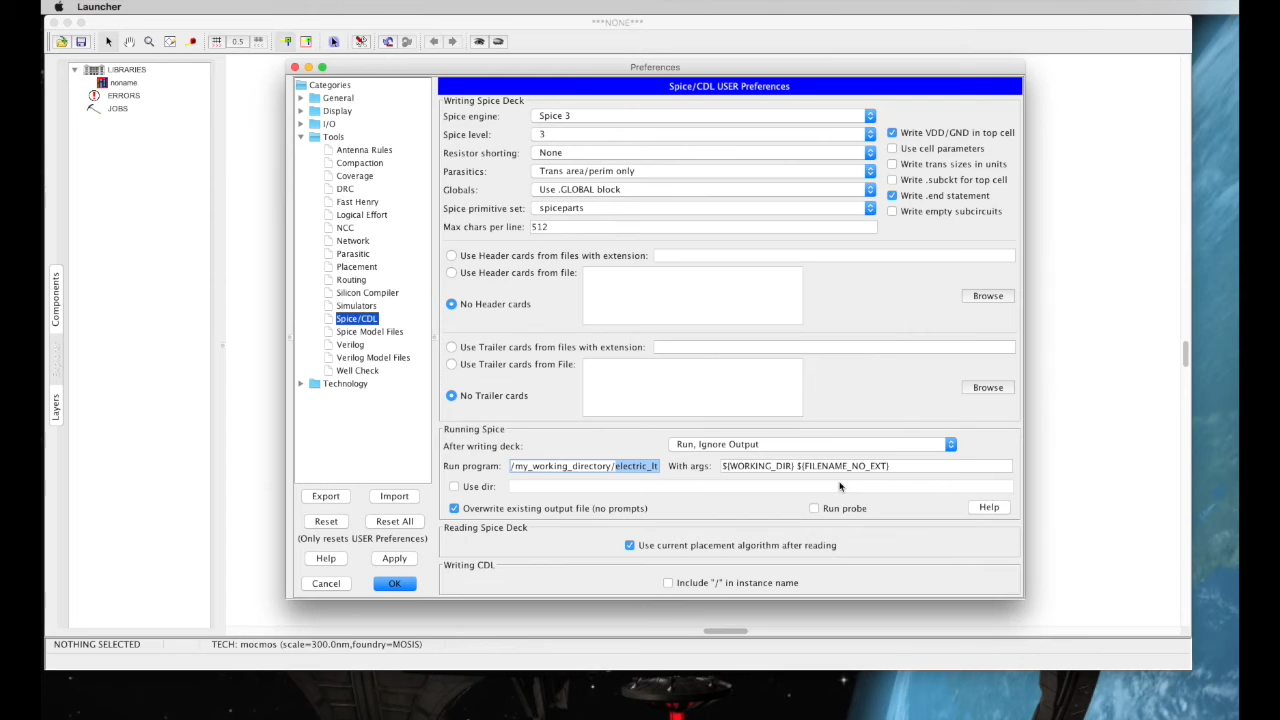 Launcher
***NONE***
0.5
LIBRARIES
noname
ERRORS
JOBS
Components
Layers
Preferences
Categories
General
Display
I/O
Tools
Antenna Rules
Compaction
Coverage
DRC
Fast Henry
Logical Effort
NCC
Network
Parasitic
Placement
Routing
Silicon Compiler
Simulators
Spice/CDL
Spice Model Files
Verilog
Verilog Model Files
Well Check
Technology
Export Import
Reset Reset All
(Only resets USER Preferences)
Help Apply
Cancel OK
Spice/CDL USER Preferences
Writing Spice Deck
Spice engine: Spice 3
Spice level: 3
Resistor shorting: None
Parasitics: Trans area/perim only
Globals: Use .GLOBAL block
Spice primitive set: spiceparts
Max chars per line: 512
Write VDD/GND in top cell
Use cell parameters
Write trans sizes in units
Write .subckt for top cell
Write .end statement
Write empty subcircuits
Use Header cards from files with extension:
Use Header cards from file:
No Header cards
Browse
Use Trailer cards from files with extension:
Use Trailer cards from File:
No Trailer cards
Browse
Running Spice
After writing deck: Run, Ignore Output
Run program: /my_working_directory/electric_lt With args: ${WORKING_DIR} ${FILENAME_NO_EXT}
Use dir:
Overwrite existing output file (no prompts) Run probe Help
Reading Spice Deck
Use current placement algorithm after reading
Writing CDL
Include "/" in instance name
NOTHING SELECTED TECH: mocmos (scale=300.0nm,foundry=MOSIS)